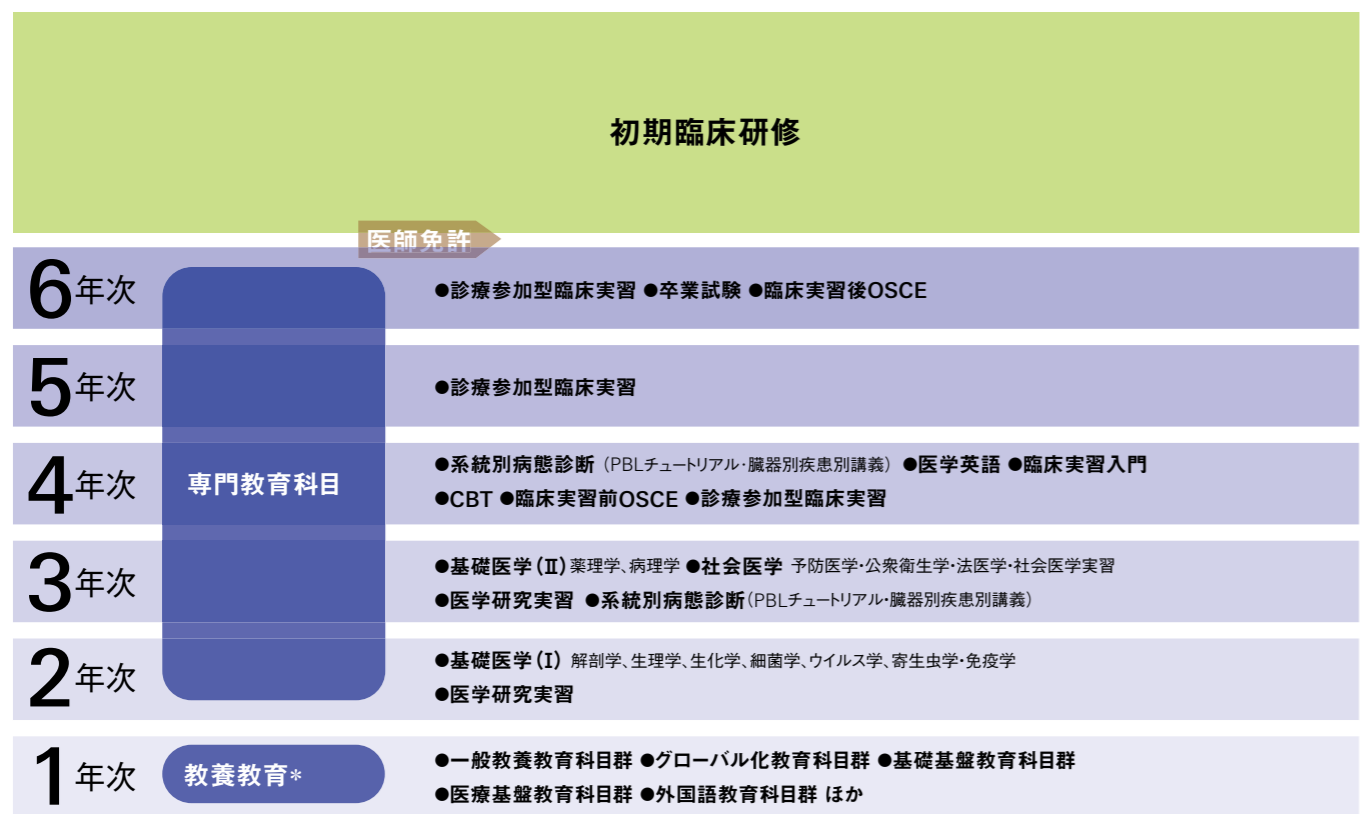 初期臨床研修
医師免許
6年次
●診療参加型臨床実習 ●卒業試験 ●臨床実習後OSCE
5年次
●診療参加型臨床実習
4年次
専門教育科目
●系統別病態診断（PBLチュートリアル・臓器別疾患別講義） ●医学英語 ●臨床実習入門
●CBT ●臨床実習前OSCE ●診療参加型臨床実習
3年次
●基礎医学（Ⅱ）薬理学、病理学 ●社会医学 予防医学・公衆衛生学・法医学・社会医学実習
●医学研究実習 ●系統別病態診断（PBLチュートリアル・臓器別疾患別講義）
2年次
●基礎医学（Ⅰ） 解剖学、生理学、生化学、細菌学、ウイルス学、寄生虫学・免疫学
●医学研究実習
1年次
教養教育＊
●一般教養教育科目群 ●グローバル化教育科目群 ●基礎基盤教育科目群
●医療基盤教育科目群 ●外国語教育科目群 ほか